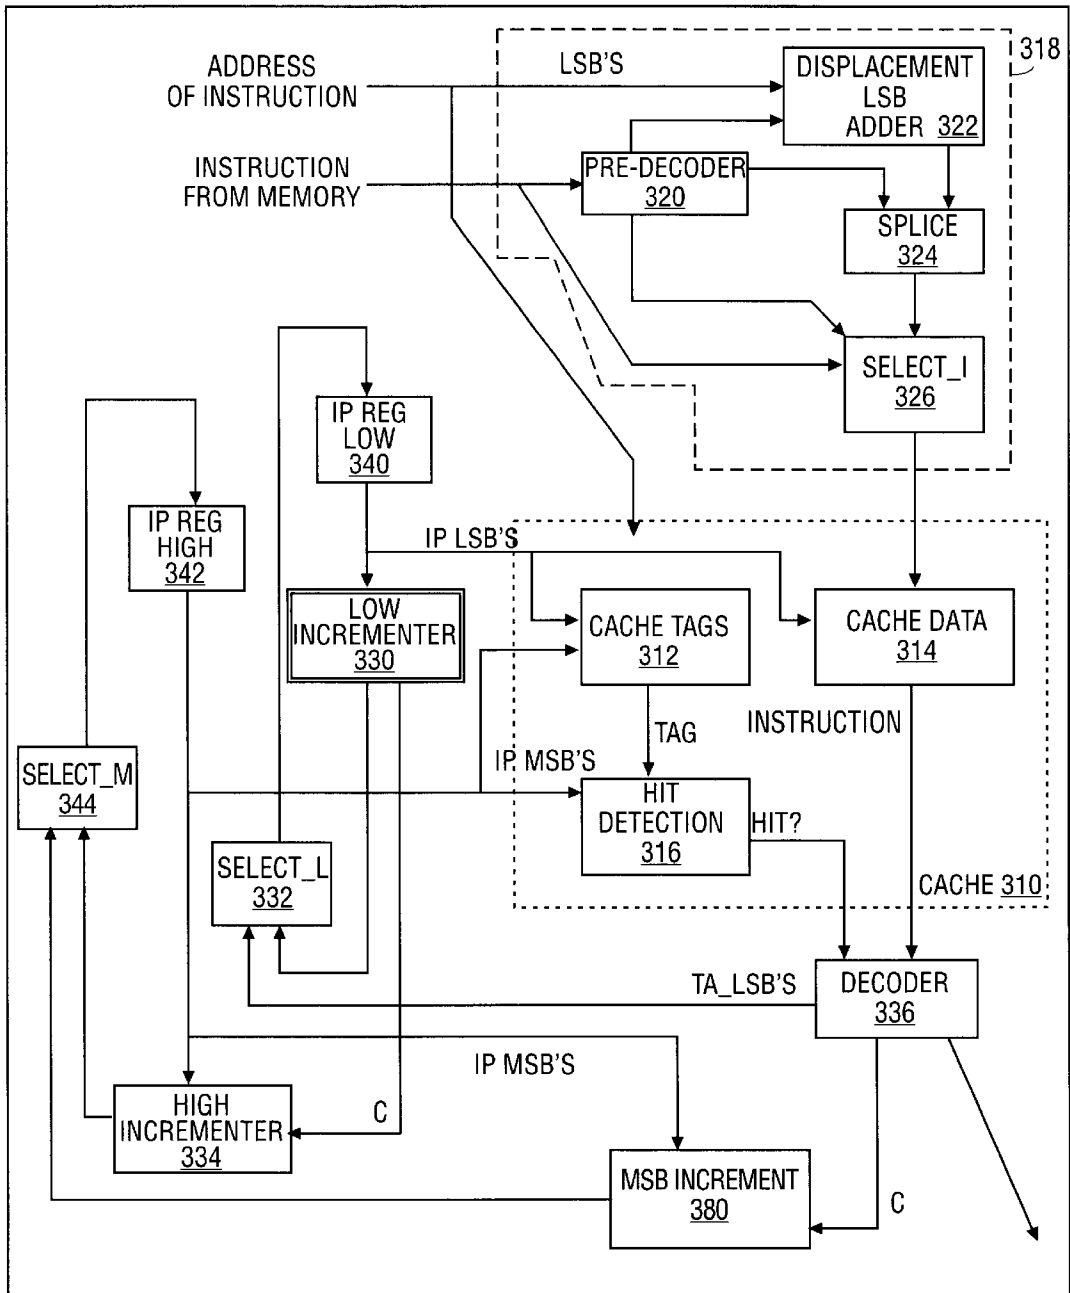 318
ADDRESS
OF INSTRUCTION
LSB'S
DISPLACEMENT
LSB
ADDER 322
INSTRUCTION
FROM MEMORY
PRE-DECODER
320
SPLICE
324
SELECT_I
326
IP REG
LOW
340
IP REG
HIGH
342
IP LSB'S
LOW
INCREMENTER
330
CACHE TAGS
312
CACHE DATA
314
TAG
INSTRUCTION
IP MSB'S
SELECT_M
344
HIT
DETECTION
316
HIT?
SELECT_L
332
CACHE 310
TA_LSB'S
DECODER
336
IP MSB'S
HIGH
INCREMENTER
334
C
MSB INCREMENT
380
C